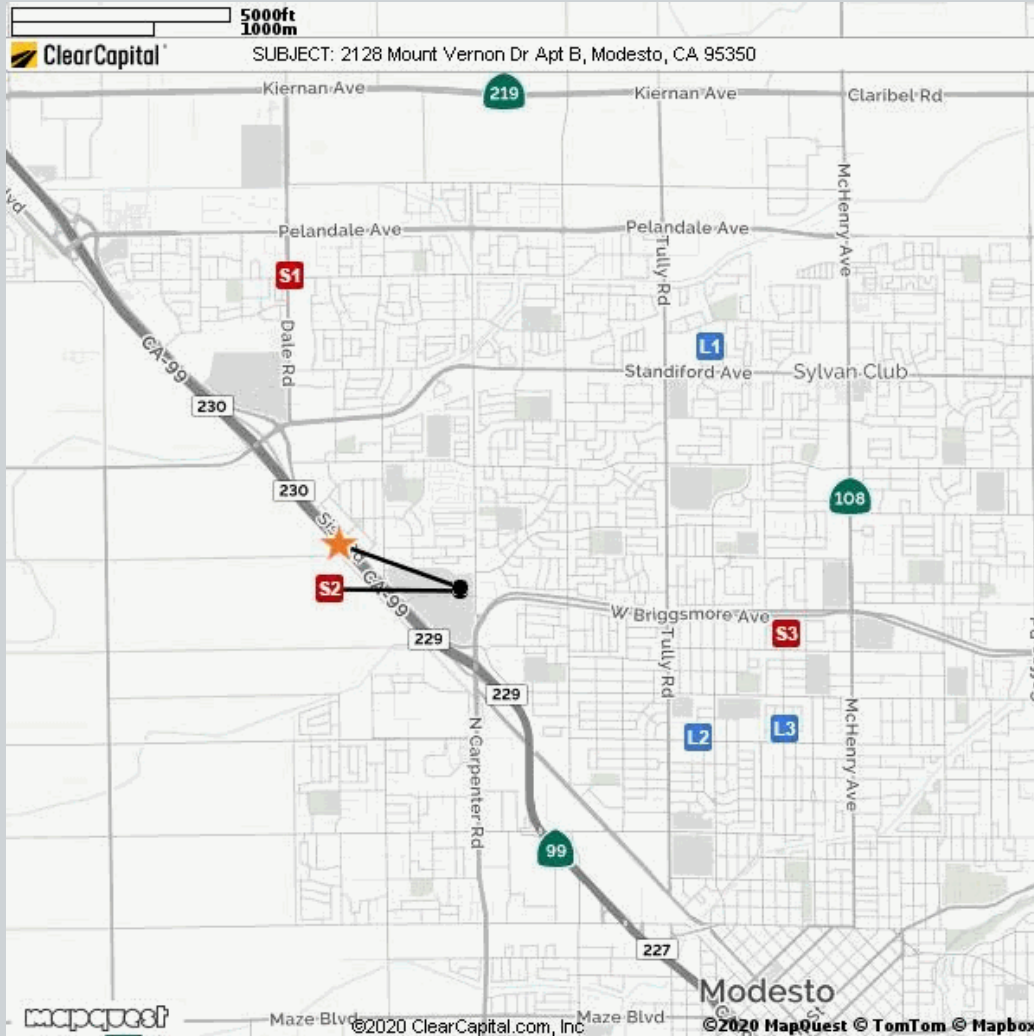 5000ft
1000m
ClearCapital
SUBJECT: 2128 Mount Vernon Dr Apt B, Modesto, CA 95350
Kiernan Ave
219
Kiernan Ave
Claribel Rd
McHenry Ave
lvd
Pelandale Ave
Pelandale Ave
Tully Rd
S1
Dale Rd
CA-99
L1
Standiford Ave
Sylvan Club
230
230
108
S2
CA-99
W Briggsmore Ave
S3
229
Tully Rd
229
L2
L3
McHenry Ave
N Carpenter Rd
99
227
Modesto
mapquest
Maze Blvd
Maze Blvd
©2020 ClearCapital.com, Inc
©2020 MapQuest © TomTom © Mapb